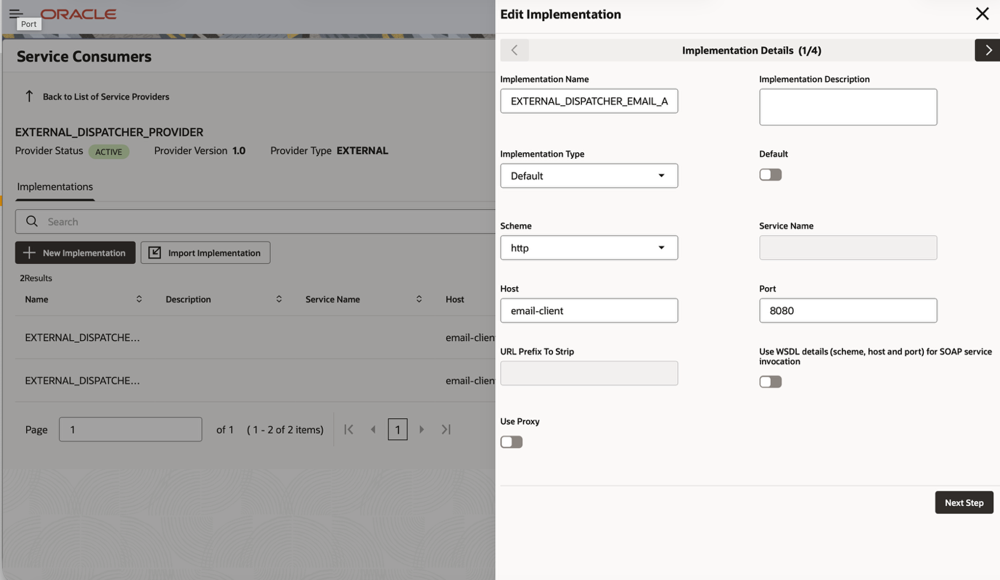 ORACLE
Port
Service Consumers
Back to List of Service Providers
EXTERNAL_DISPATCHER_PROVIDER
Provider Status ACTIVE Provider Version 1.0 Provider Type EXTERNAL
Implementations
Search
New Implementation Import Implementation
2Results
Name Description Service Name Host
EXTERNAL_DISPATCHE... email-clien
EXTERNAL_DISPATCHE... email-clien
Page 1 of 1 ( 1 - 2 of 2 items) 1
Edit Implementation
Implementation Details (1/4)
Implementation Name Implementation Description
EXTERNAL_DISPATCHER_EMAIL_A
Implementation Type Default
Default
Scheme Service Name
http
Host Port
email-client 8080
URL Prefix To Strip Use WSDL details (scheme, host and port) for SOAP service
invocation
Use Proxy
Next Step